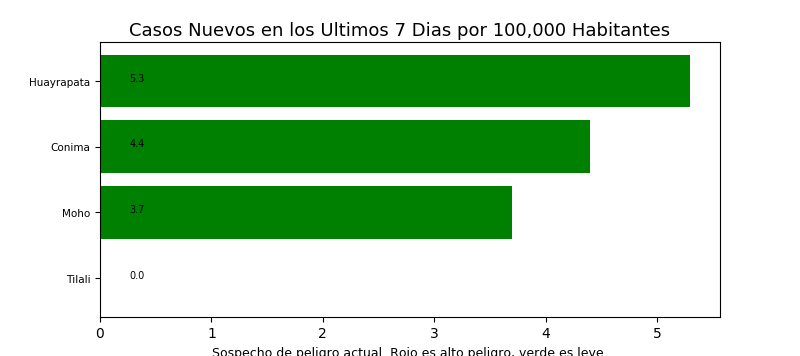 Casos Nuevos en los Ultimos 7 Dias por 100,000 Habitantes
Huayrapata 5.3
Conima 4.4
Moho 3.7
Tilali 0.0
0 1 2 3 4 5
Sospecho de peligro actual. Rojo es alto peligro, verde es leve